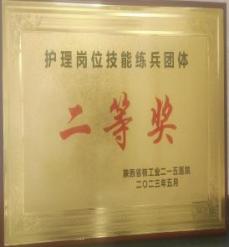 护理岗位技能练兵团体
二等奖
陕西省核工业二一五医院
二〇二三年五月